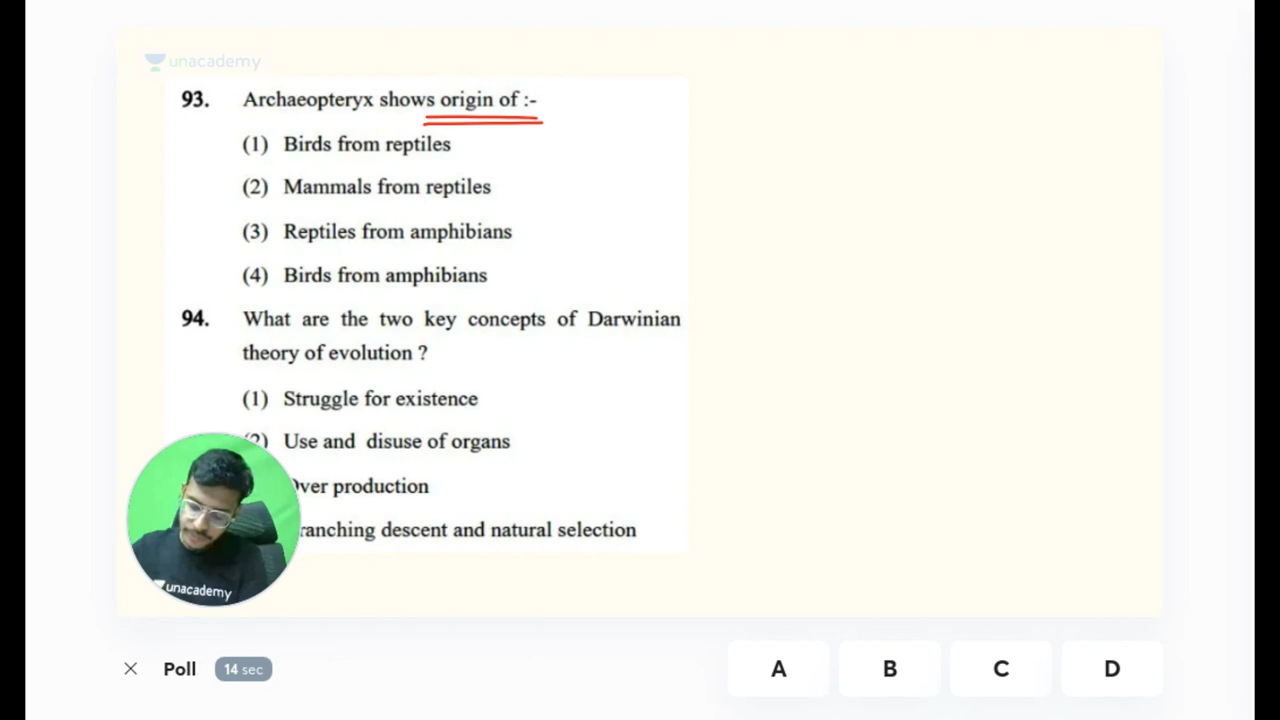 unacademy
93. Archaeopteryx shows origin of :-
(1) Birds from reptiles
(2) Mammals from reptiles
(3) Reptiles from amphibians
(4) Birds from amphibians
94. What are the two key concepts of Darwinian
theory of evolution ?
(1) Struggle for existence
(2) Use and disuse of organs
production
descent and natural selection
unacademy
Poll 14 sec A B C D